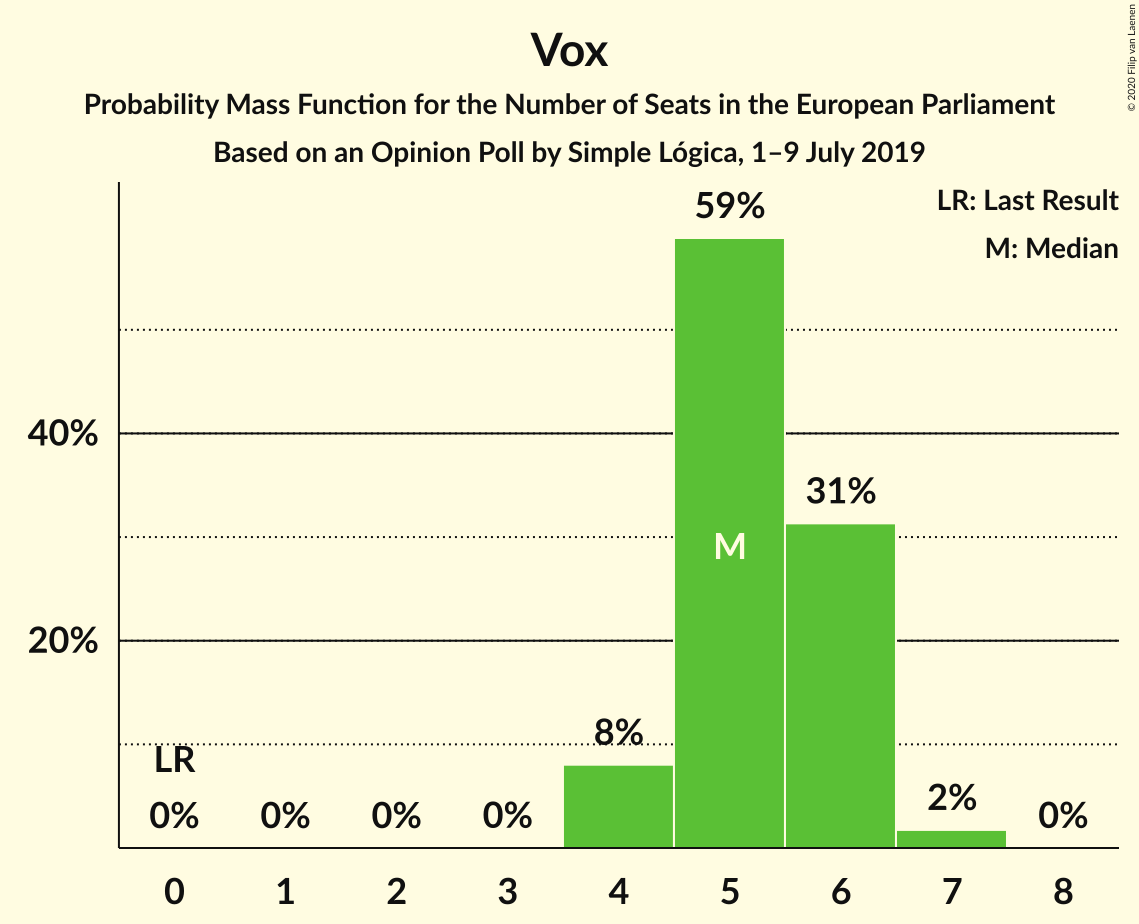 Vox
Probability Mass Function for the Number of Seats in the European Parliament
Based on an Opinion Poll by Simple Lógica, 1–9 July 2019
© 2020 Filip van Laenen
LR: Last Result
M: Median
59%
40%
31%
M
20%
8%
LR
2%
0% 0% 0% 0% 0%
0 1 2 3 4 5 6 7 8